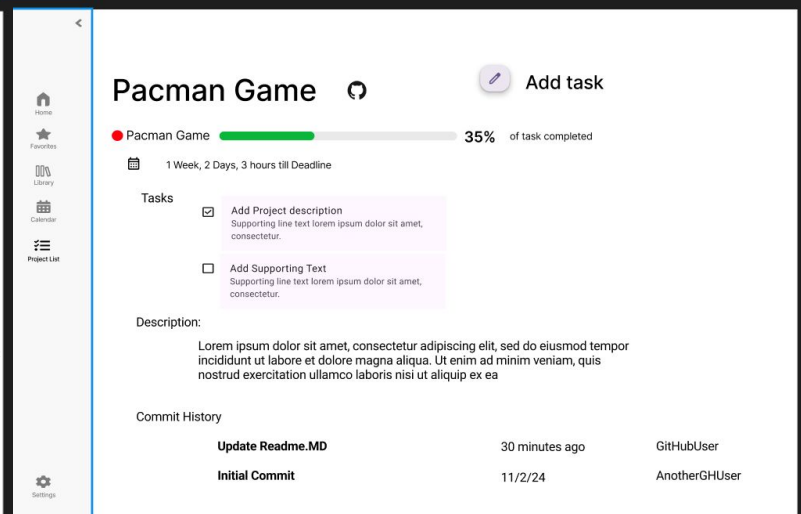 <
Home
Favorites
Library
Calendar
Project List
Settings
Pacman Game
Add task
Pacman Game 35% of task completed
1 Week, 2 Days, 3 hours till Deadline
Tasks
Add Project description
Supporting line text lorem ipsum dolor sit amet,
consectetur.
Add Supporting Text
Supporting line text lorem ipsum dolor sit amet,
consectetur.
Description:
Lorem ipsum dolor sit amet, consectetur adipiscing elit, sed do eiusmod tempor
incididunt ut labore et dolore magna aliqua. Ut enim ad minim veniam, quis
nostrud exercitation ullamco laboris nisi ut aliquip ex ea
Commit History
Update Readme.MD 30 minutes ago GitHubUser
Initial Commit 11/2/24 AnotherGHUser